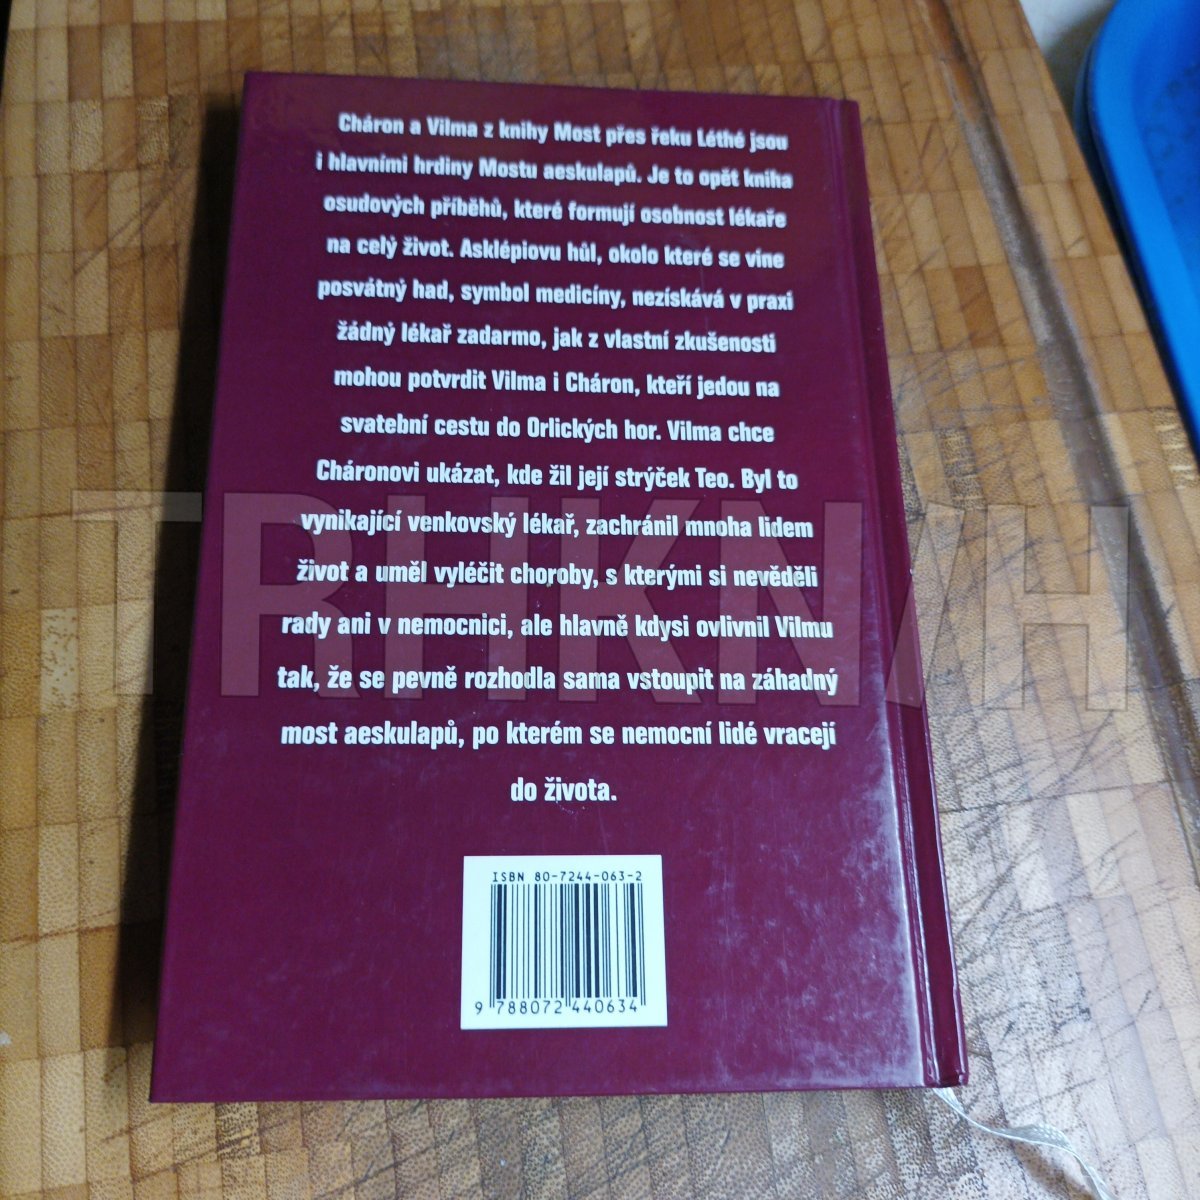 Cháron a Vilma z knihy Most přes řeku Léthé jsou
i hlavními hrdiny Mostu aeskulapů. Je to opět kniha
osudových příběhů, které formují osobnost lékaře
na celý život. Asklépiovu hůl, okolo které se vine
posvátný had, symbol medicíny, nezískává v praxi
žádný lékař zadarmo, jak z vlastní zkušenosti
mohou potvrdit Vilma i Cháron, kteří jedou na
svatební cestu do Orlických hor. Vilma chce
Cháronovi ukázat, kde žil její strýček Teo. Byl to
vynikající venkovský lékař, zachránil mnoha lidem
život a uměl vyléčit choroby, s kterými si nevěděli
rady ani v nemocnici, ale hlavně kdysi ovlivnil Vilmu
tak, že se pevně rozhodla sama vstoupit na záhadný
most aeskulapů, po kterém se nemocní lidé vracejí
do života.
TRHKNIH
ISBN 80-7244-063-2
9 788072 440634